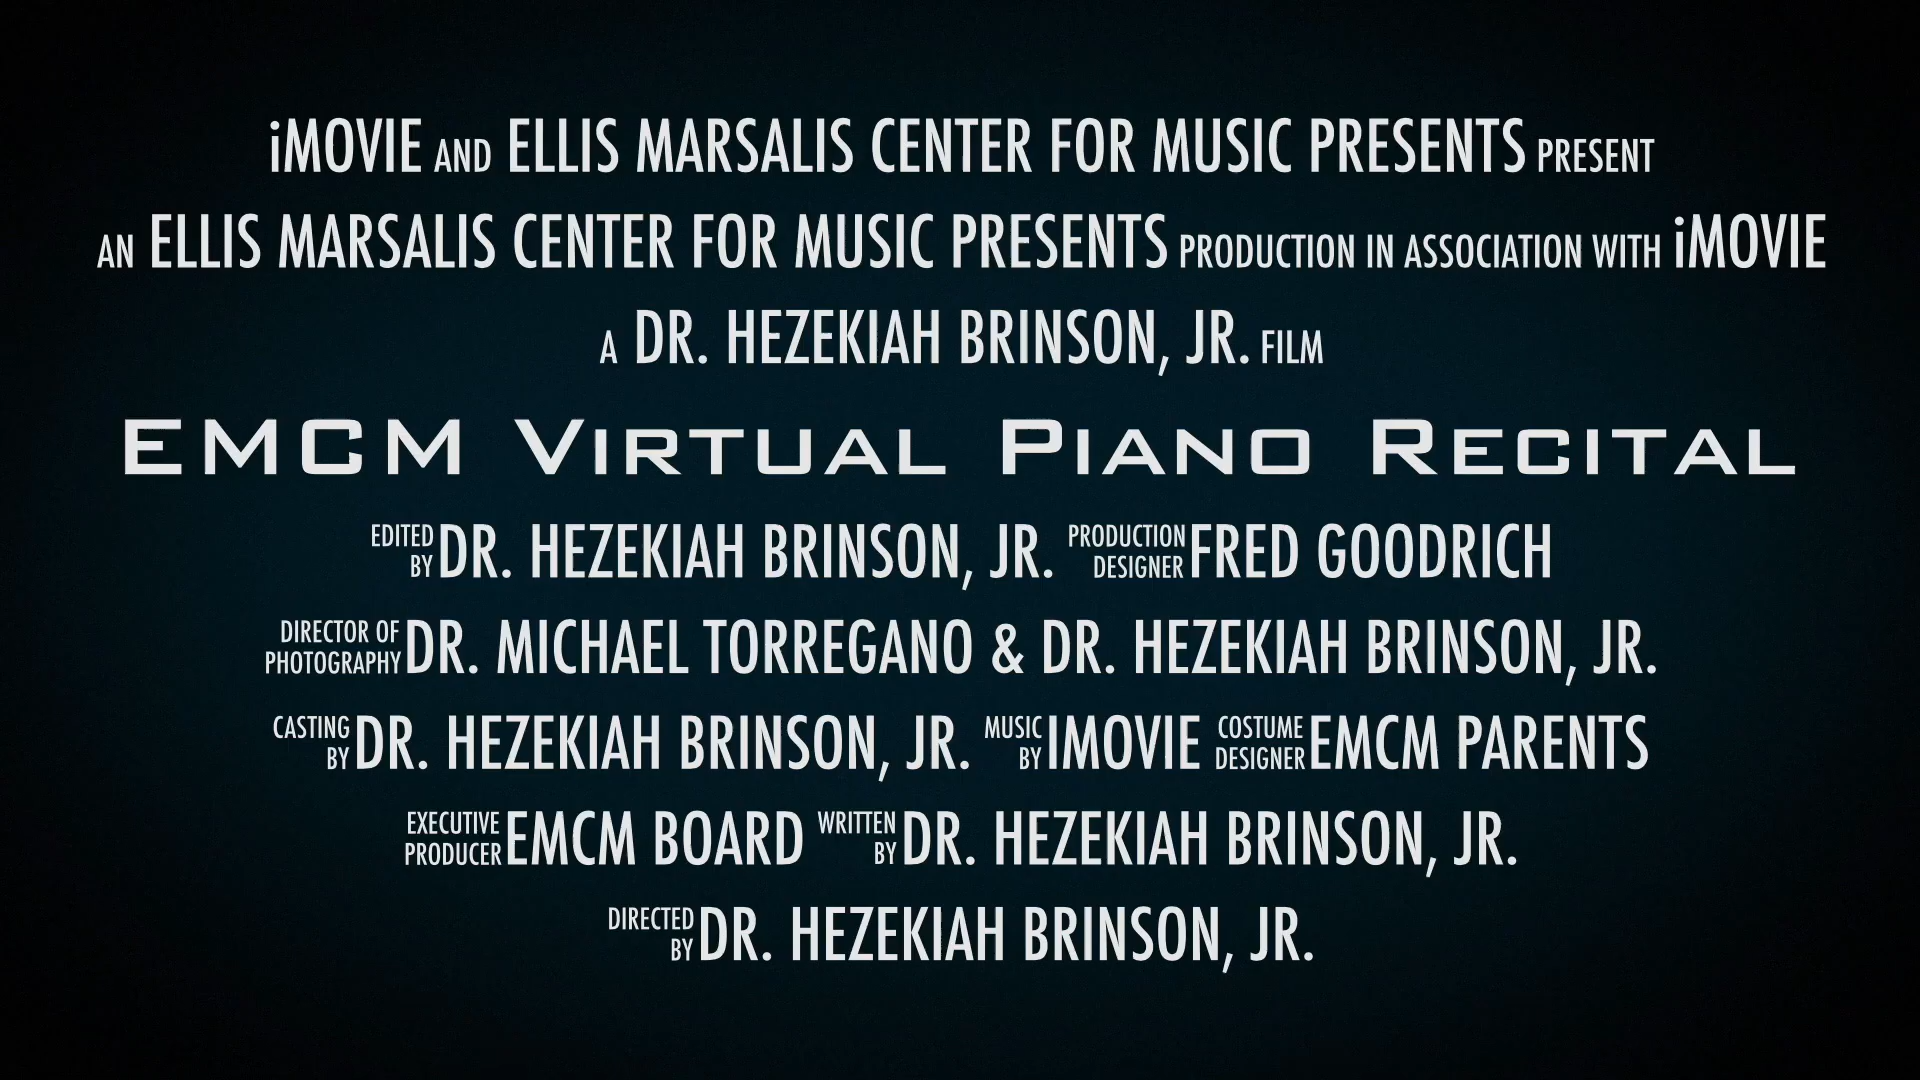 iMOVIE AND ELLIS MARSALIS CENTER FOR MUSIC PRESENTS PRESENT
AN ELLIS MARSALIS CENTER FOR MUSIC PRESENTS PRODUCTION IN ASSOCIATION WITH iMOVIE
A DR. HEZEKIAH BRINSON, JR. FILM
EMCM VIRTUAL PIANO RECITAL
EDITED BY DR. HEZEKIAH BRINSON, JR. PRODUCTION DESIGNER FRED GOODRICH
DIRECTOR OF PHOTOGRAPHY DR. MICHAEL TORREGANO & DR. HEZEKIAH BRINSON, JR.
CASTING BY DR. HEZEKIAH BRINSON, JR. MUSIC BY IMOVIE COSTUME DESIGNER EMCM PARENTS
EXECUTIVE PRODUCER EMCM BOARD WRITTEN BY DR. HEZEKIAH BRINSON, JR.
DIRECTED BY DR. HEZEKIAH BRINSON, JR.